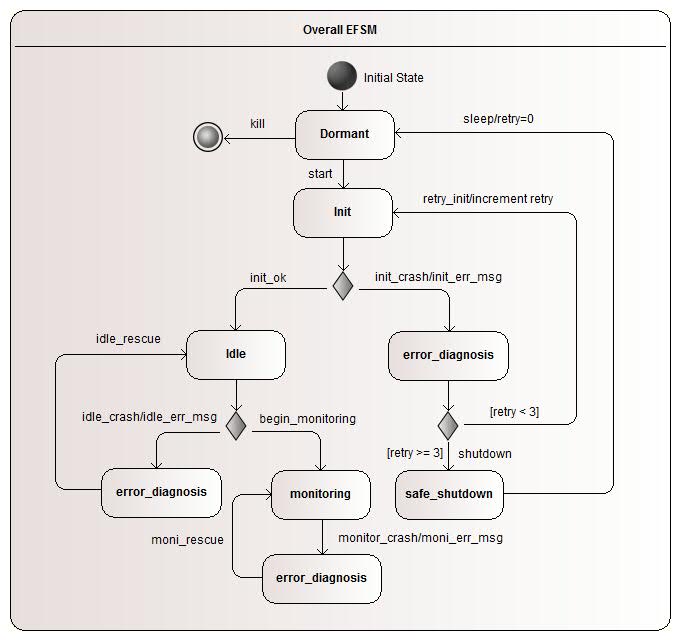 Overall EFSM
Initial State
kill
Dormant
sleep/retry=0
start
Init
retry_init/increment retry
init_ok
init_crash/init_err_msg
idle_rescue
Idle
error_diagnosis
idle_crash/idle_err_msg
begin_monitoring
[retry < 3]
[retry >= 3]
shutdown
error_diagnosis
monitoring
safe_shutdown
moni_rescue
monitor_crash/moni_err_msg
error_diagnosis